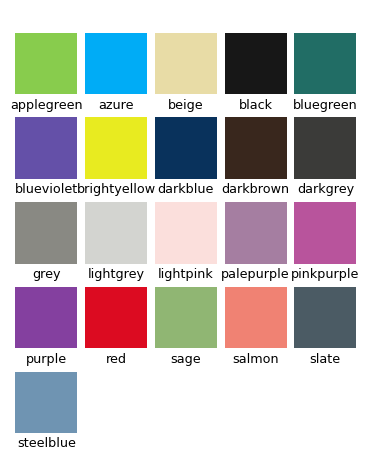 applegreen azure beige black bluegreen
blueviolet brightyellow darkblue darkbrown darkgrey
grey lightgrey lightpink palepurple pinkpurple
purple red sage salmon slate
steelblue